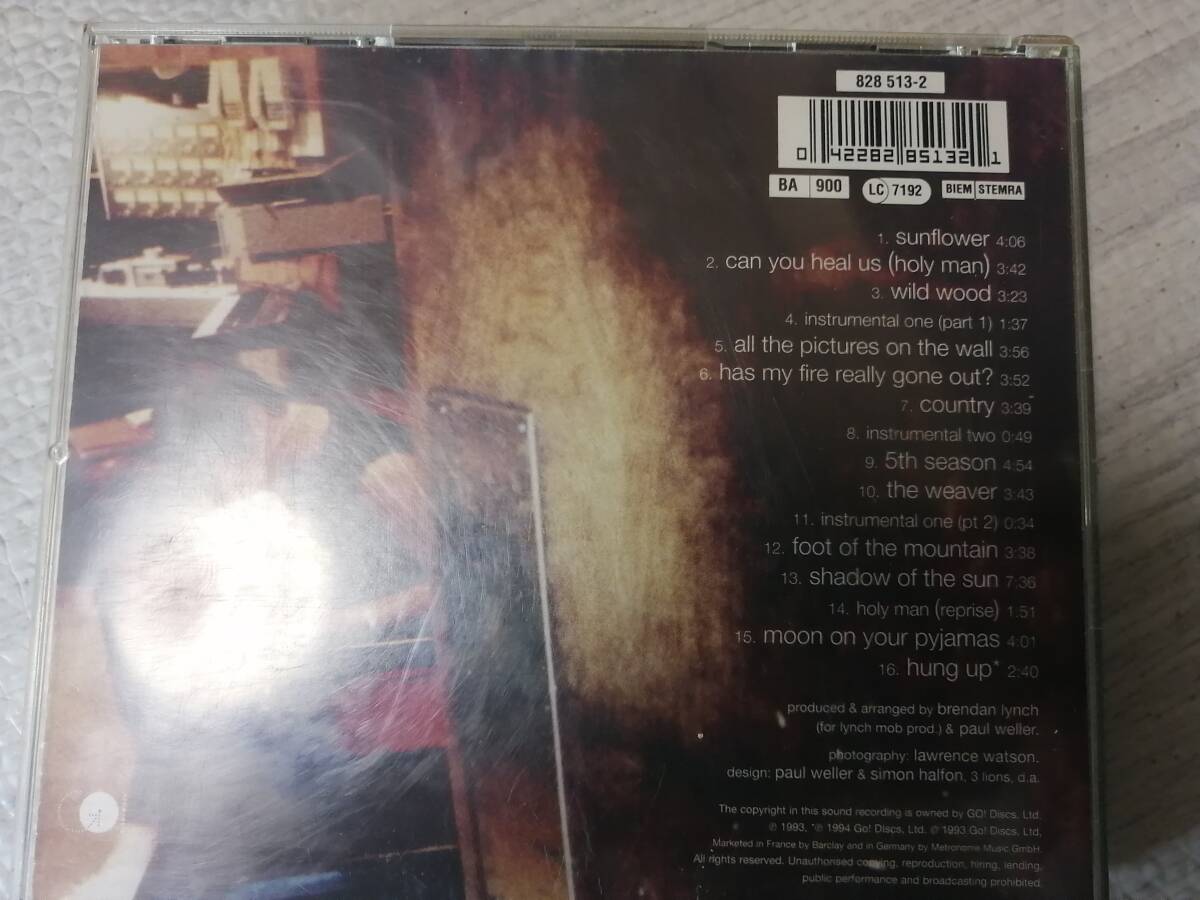 828 513-2
0 42282 85132 1
BA 900 LC 7192 BIEM STEMRA
1. sunflower 4:06
2. can you heal us (holy man) 3:42
3. wild wood 3:23
4. instrumental one (part 1) 1:37
5. all the pictures on the wall 3:56
6. has my fire really gone out? 3:52
7. country 3:39
8. instrumental two 0:49
9. 5th season 4:54
10. the weaver 3:43
11. instrumental one (pt 2) 0:34
12. foot of the mountain 3:38
13. shadow of the sun 7:36
14. holy man (reprise) 1:51
15. moon on your pyjamas 4:01
16. hung up* 2:40
produced & arranged by brendan lynch
(for lynch mob prod.) & paul weller.
photography: lawrence watson.
design: paul weller & simon halfon, 3 lions, d.a.
The copyright in this sound recording is owned by GO! Discs, Ltd.
℗ 1993, *℗ 1994 Go! Discs, Ltd. © 1993 Go! Discs, Ltd,
Marketed in France by Barclay and in Germany by Metronome Music GmbH.
All rights reserved. Unauthorised copying, reproduction, hiring, lending,
public performance and broadcasting prohibited.